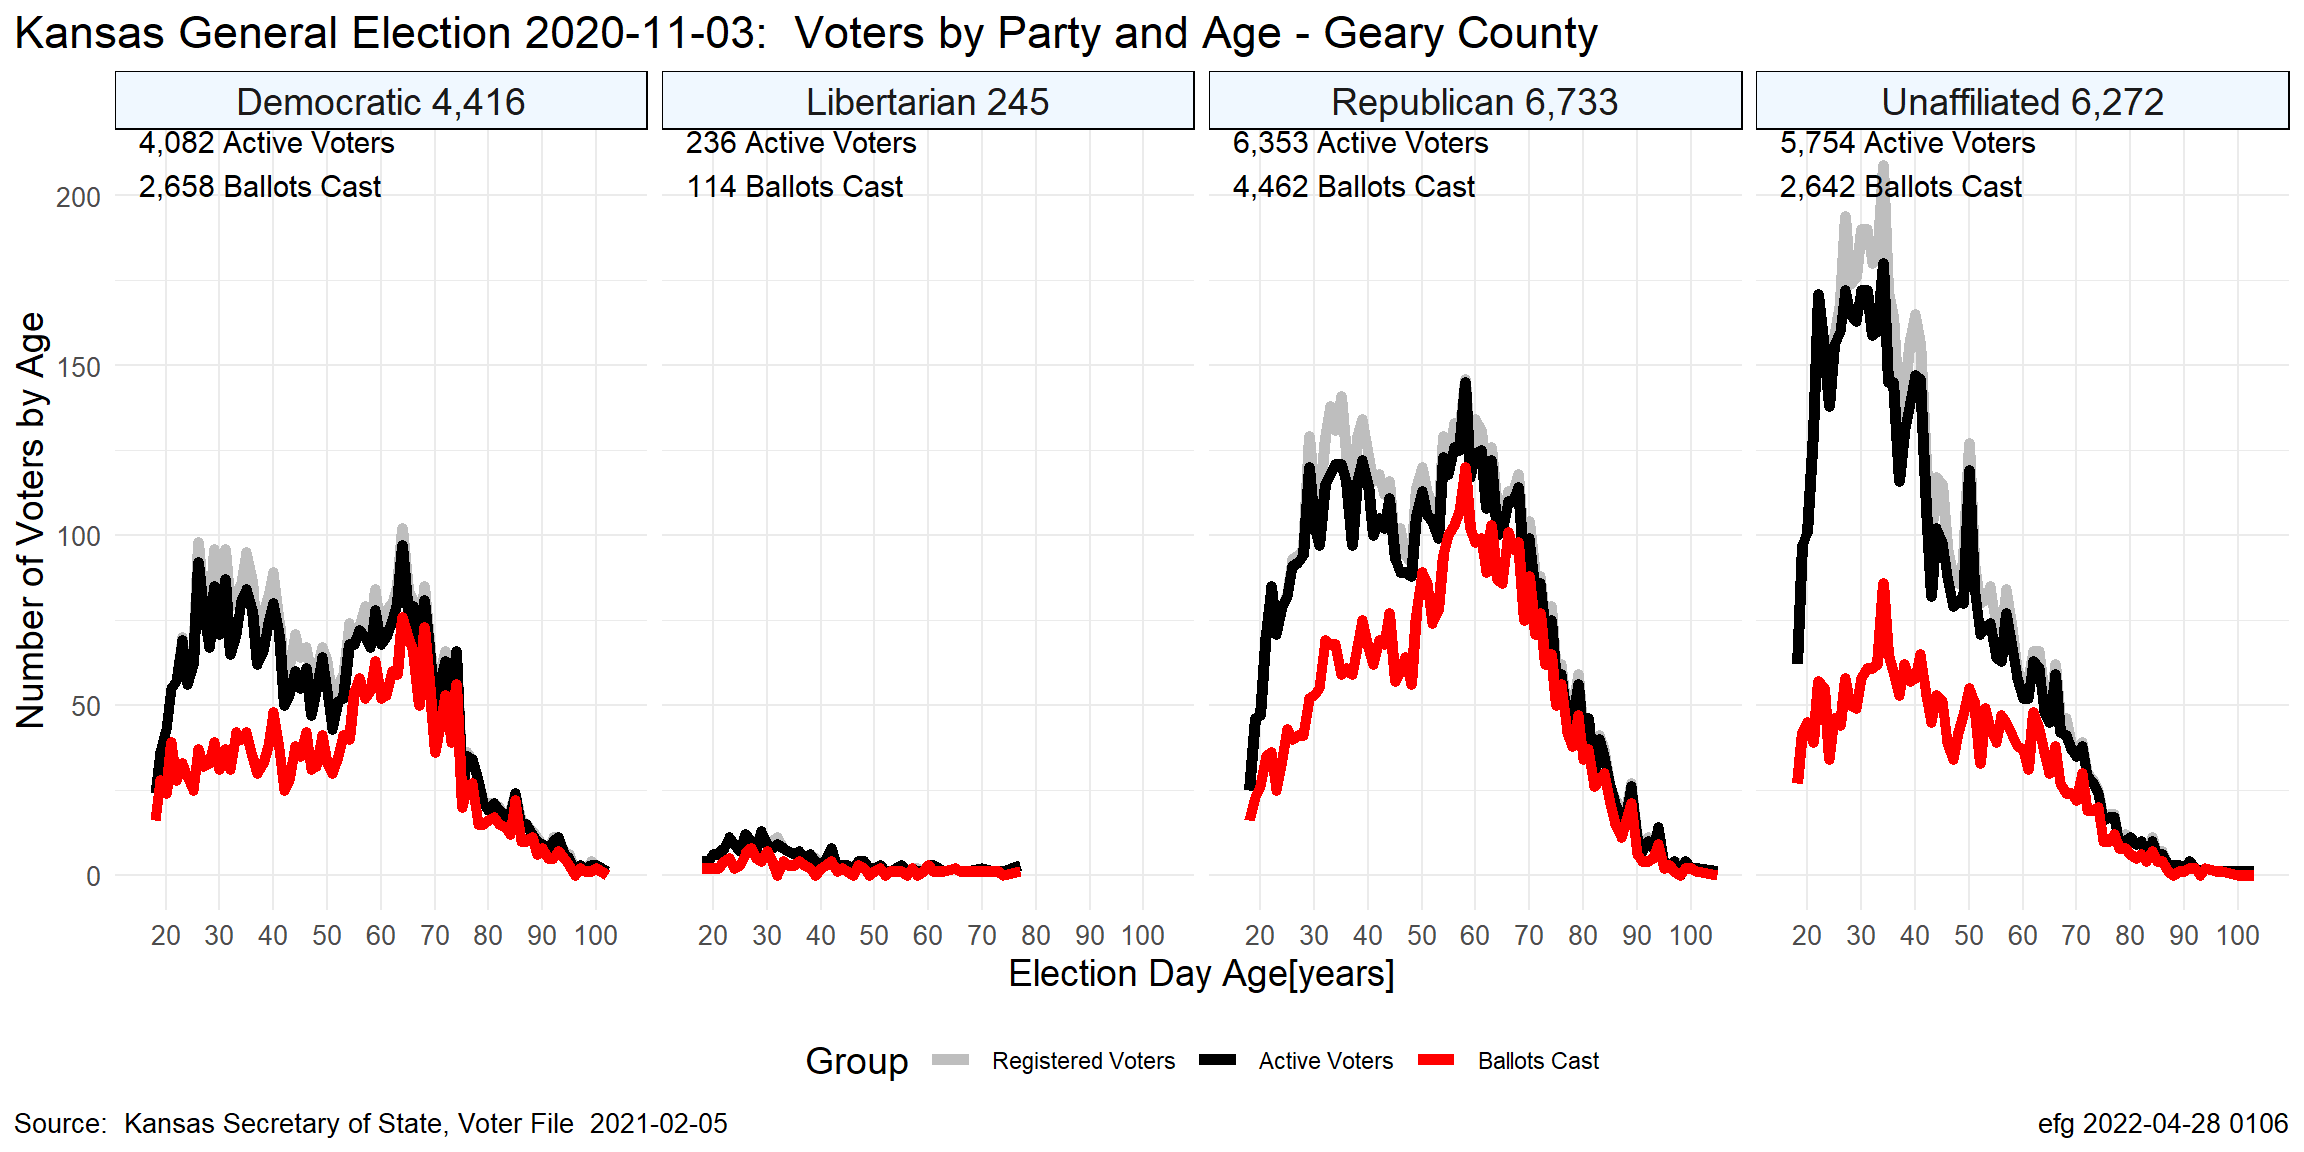 Kansas General Election 2020-11-03:  Voters by Party and Age - Geary County
Democratic 4,416
Libertarian 245
Republican 6,733
Unaffiliated 6,272
4,082 Active Voters
2,658 Ballots Cast
236 Active Voters
114 Ballots Cast
6,353 Active Voters
4,462 Ballots Cast
5,754 Active Voters
2,642 Ballots Cast
Number of Voters by Age
200
150
100
50
0
20 30 40 50 60 70 80 90 100
20 30 40 50 60 70 80 90 100
20 30 40 50 60 70 80 90 100
20 30 40 50 60 70 80 90 100
Election Day Age[years]
Group Registered Voters Active Voters Ballots Cast
Source:  Kansas Secretary of State, Voter File  2021-02-05
efg 2022-04-28 0106